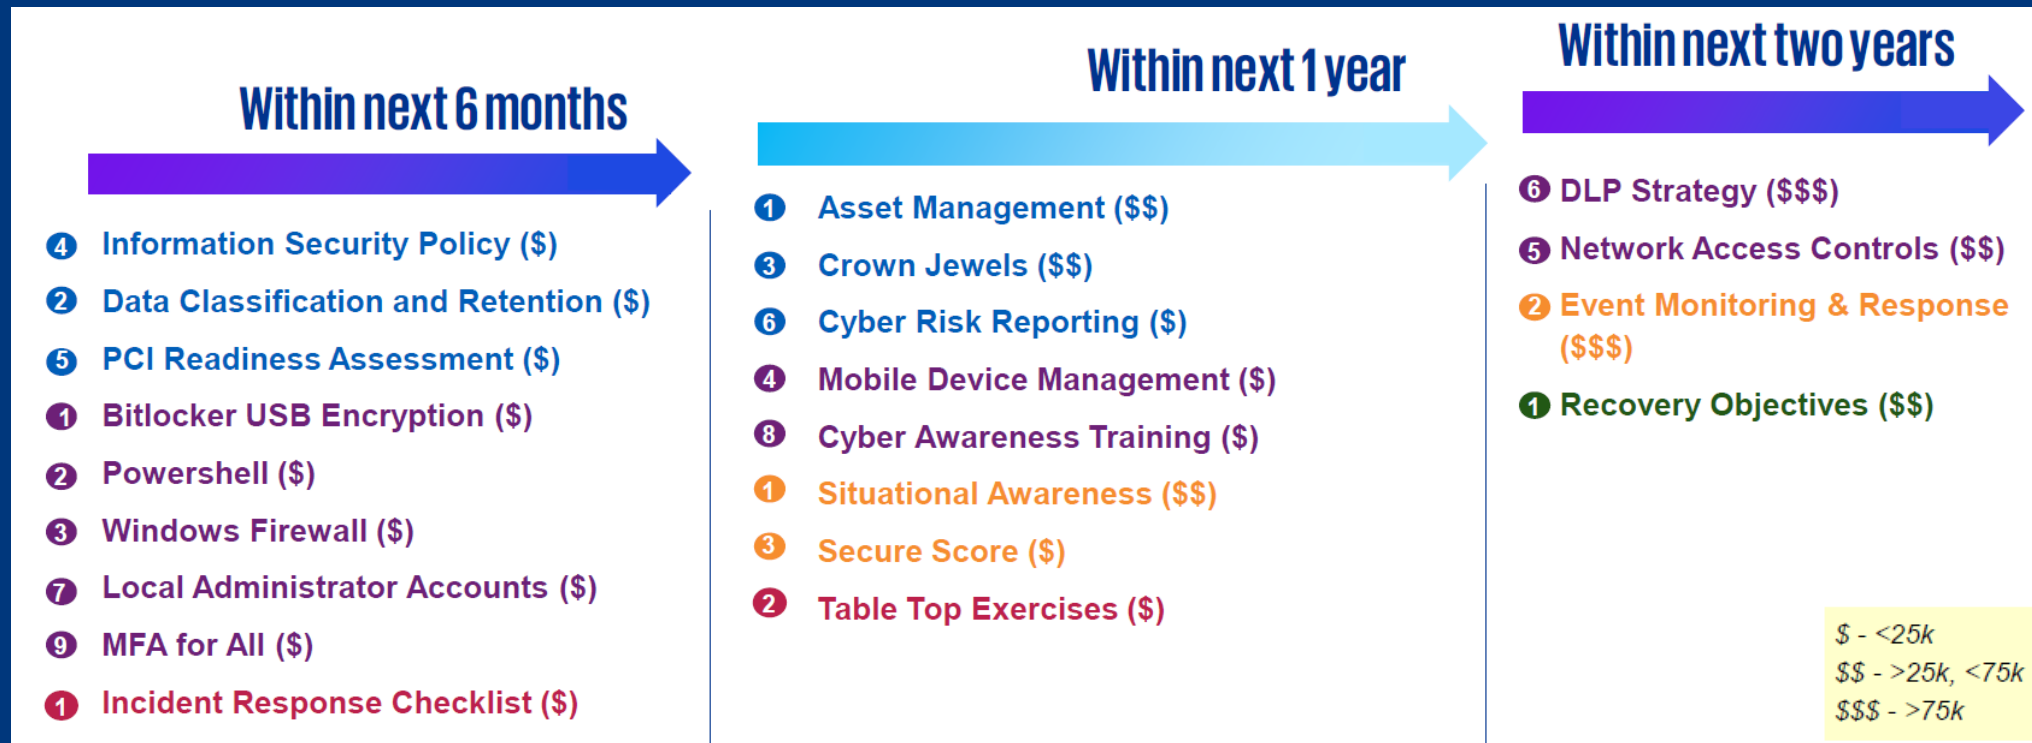 Within next 6 months
4 Information Security Policy ($)
2 Data Classification and Retention ($)
5 PCI Readiness Assessment ($)
1 Bitlocker USB Encryption ($)
2 Powershell ($)
3 Windows Firewall ($)
7 Local Administrator Accounts ($)
9 MFA for All ($)
1 Incident Response Checklist ($)
Within next 1 year
1 Asset Management ($$)
3 Crown Jewels ($$)
6 Cyber Risk Reporting ($)
4 Mobile Device Management ($)
8 Cyber Awareness Training ($)
1 Situational Awareness ($$)
3 Secure Score ($)
2 Table Top Exercises ($)
Within next two years
6 DLP Strategy ($$$)
5 Network Access Controls ($$)
2 Event Monitoring & Response
($$$)
1 Recovery Objectives ($$)
$ - <25k
$$ - >25k, <75k
$$$ - >75k